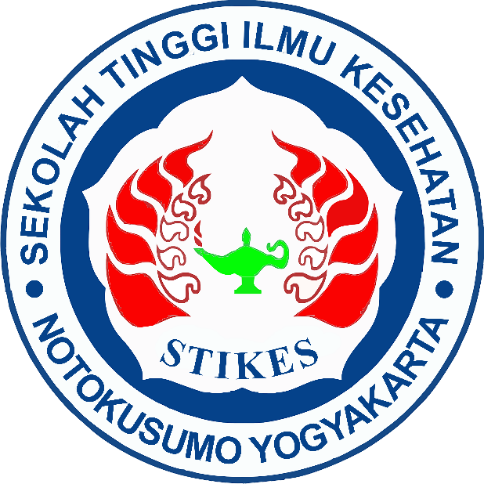 SEKOLAH TINGGI ILMU KESEHATAN
STIKES
NOTOKUSUMO YOGYAKARTA